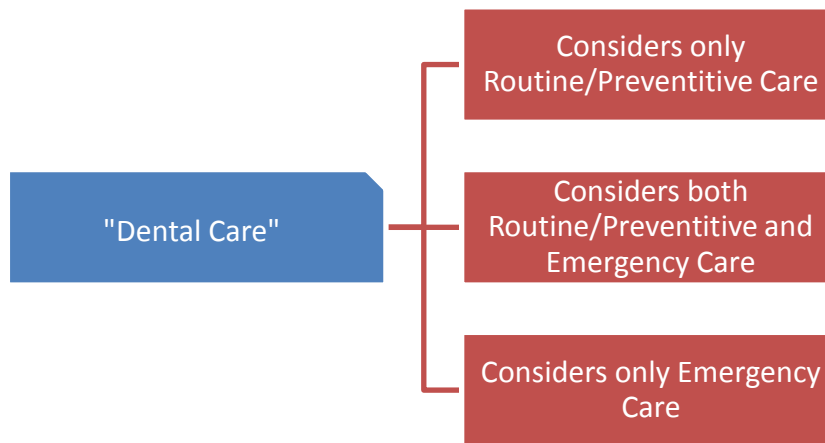 Considers only
Routine/Preventitive Care
"Dental Care"
Considers both
Routine/Preventitive and
Emergency Care
Considers only Emergency
Care